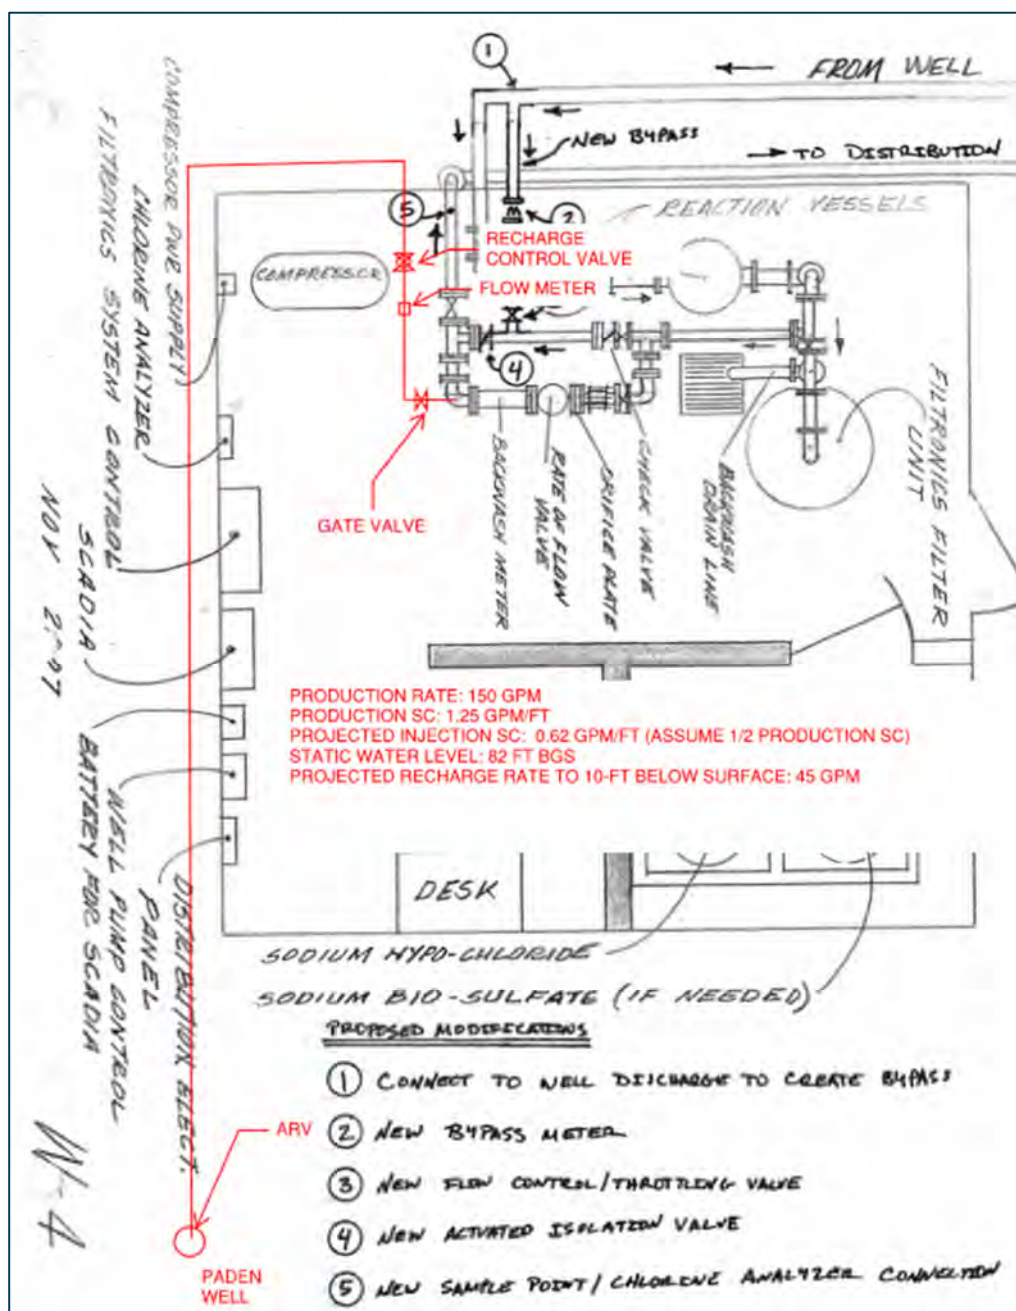 1
← FROM WELL
NEW BYPASS
→ TO DISTRIBUTION
5
2
REACTION VESSELS
RECHARGE
CONTROL VALVE
COMPRESSOR
FLOW METER
4
GATE VALVE
BACKWASH METER
RATE OF FLOW
VALVE
ORIFICE PLATE
CHECK VALVE
BACKWASH
DRAIN LINE
FILTRONICS FILTER
UNIT
COMPRESSOR PWR SUPPLY
CHLORINE ANALYZER
FILTRONICS SYSTEM CONTROL
SCADIA
NOV 2007
BATTERY FOR SCADIA
WELL PUMP CONTROL
PANEL
DISTRIBUTION ELECT.
W-4
PRODUCTION RATE: 150 GPM
PRODUCTION SC: 1.25 GPM/FT
PROJECTED INJECTION SC: 0.62 GPM/FT (ASSUME 1/2 PRODUCTION SC)
STATIC WATER LEVEL: 82 FT BGS
PROJECTED RECHARGE RATE TO 10-FT BELOW SURFACE: 45 GPM
DESK
SODIUM HYPO-CHLORIDE
SODIUM BIO-SULFATE (IF NEEDED)
PROPOSED MODIFICATIONS
1 CONNECT TO WELL DISCHARGE TO CREATE BYPASS
ARV
2 NEW BYPASS METER
3 NEW FLOW CONTROL/THROTTLING VALVE
4 NEW ACTUATED ISOLATION VALVE
5 NEW SAMPLE POINT/CHLORINE ANALYZER CONNECTION
PADEN
WELL